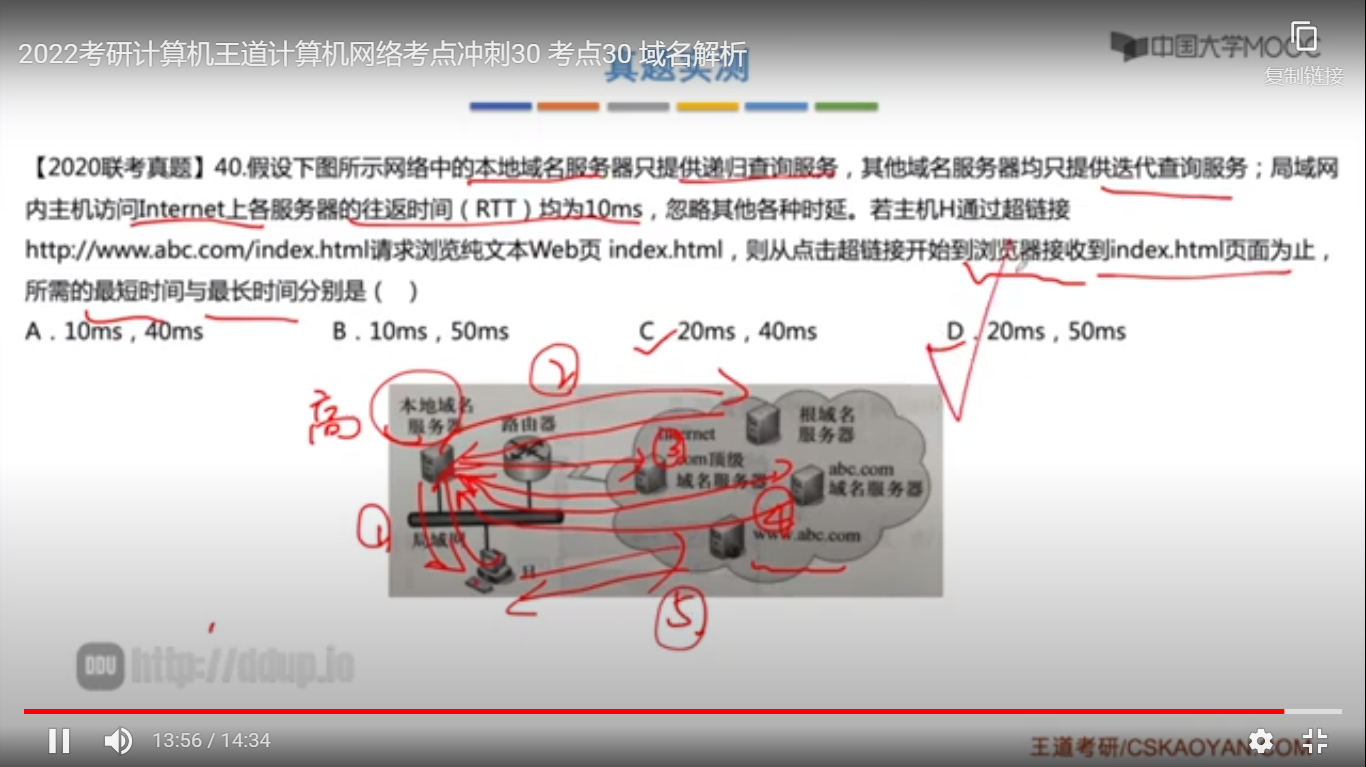 2022考研计算机王道计算机网络考点冲刺30 考点30 域名解析
真题实测
中国大学MOOC
复制链接
【2020联考真题】40.假设下图所示网络中的本地域名服务器只提供递归查询服务，其他域名服务器均只提供迭代查询服务；局域网
内主机访问Internet上各服务器的往返时间（RTT）均为10ms，忽略其他各种时延。若主机H通过超链接
http://www.abc.com/index.html请求浏览纯文本Web页 index.html，则从点击超链接开始到浏览器接收到index.html页面为止，
所需的最短时间与最长时间分别是（ ）
A．10ms，40ms B．10ms，50ms C．20ms，40ms D．20ms，50ms
②
高
本地域名
服务器
路由器
根域名
服务器
Internet
③
com顶级
域名服务器
abc.com
域名服务器
④
①
局域网
www.abc.com
H
⑤
DDU http://ddup.io
13:56 / 14:34
王道考研/CSKAOYAN.COM